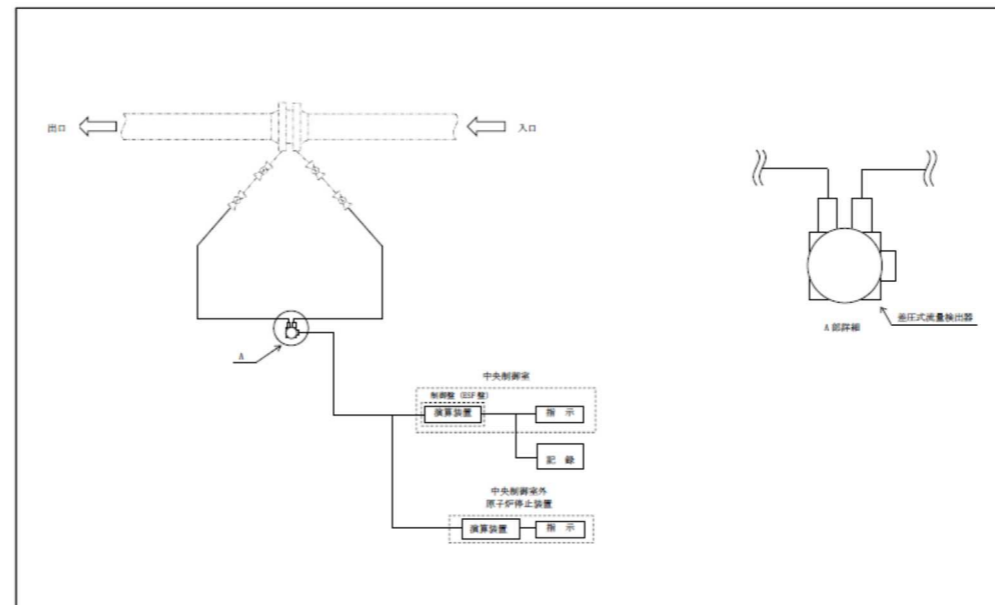 出口
入口
A
差圧式流量検出器
A部詳細
中央制御室
制御盤 (ESF盤)
演算装置
指 示
記 録
中央制御室外
原子炉停止装置
演算装置
指 示